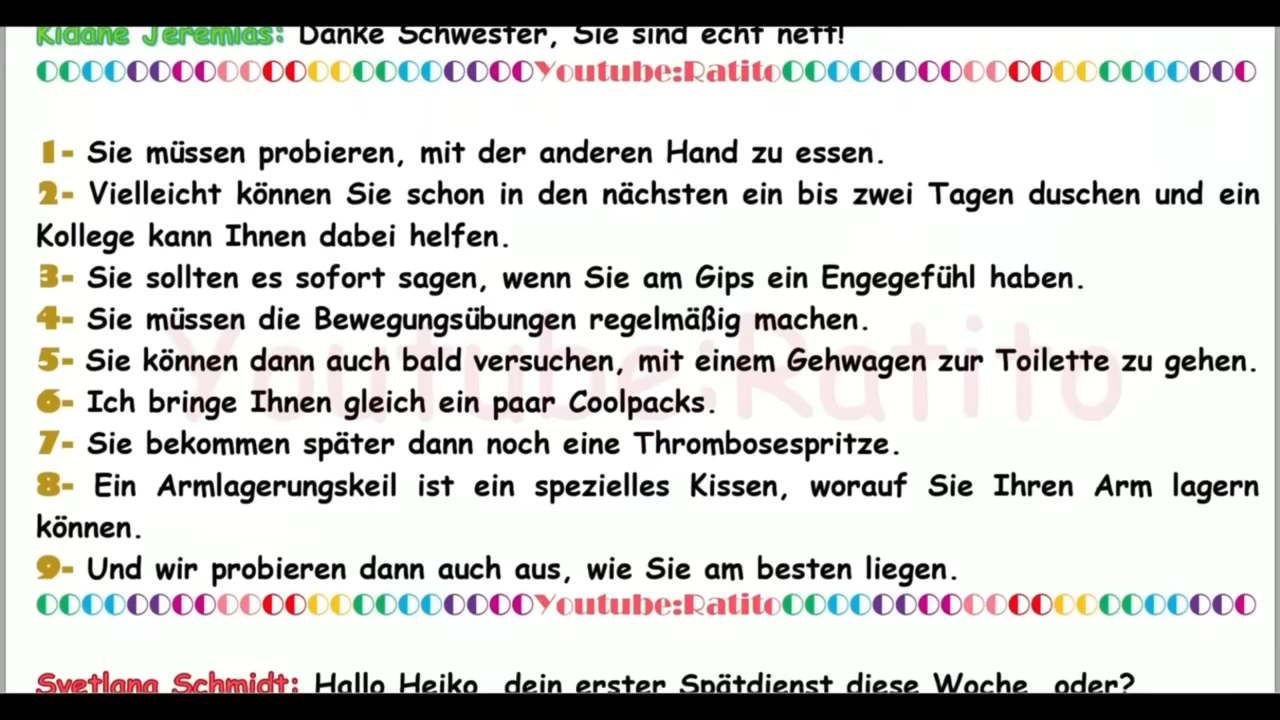 Kidane Jeremias: Danke Schwester, Sie sind echt nett!
Youtube:Ratito
1- Sie müssen probieren, mit der anderen Hand zu essen.
2- Vielleicht können Sie schon in den nächsten ein bis zwei Tagen duschen und ein
Kollege kann Ihnen dabei helfen.
3- Sie sollten es sofort sagen, wenn Sie am Gips ein Engegefühl haben.
4- Sie müssen die Bewegungsübungen regelmäßig machen.
5- Sie können dann auch bald versuchen, mit einem Gehwagen zur Toilette zu gehen.
Youtube:Ratito
6- Ich bringe Ihnen gleich ein paar Coolpacks.
7- Sie bekommen später dann noch eine Thrombosespritze.
8- Ein Armlagerungskeil ist ein spezielles Kissen, worauf Sie Ihren Arm lagern
können.
9- Und wir probieren dann auch aus, wie Sie am besten liegen.
Youtube:Ratito
Svetlana Schmidt: Hallo Heiko, dein erster Spätdienst diese Woche, oder?